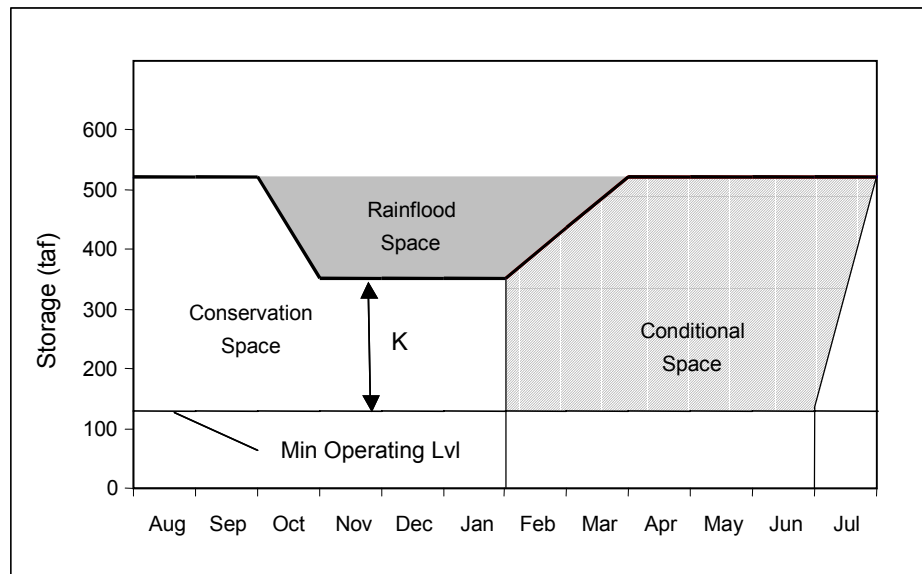 600
500
400
300
200
100
0
Storage (taf)
Rainflood
Space
Conservation
Space
K
Conditional
Space
Min Operating Lvl
Aug Sep Oct Nov Dec Jan Feb Mar Apr May Jun Jul